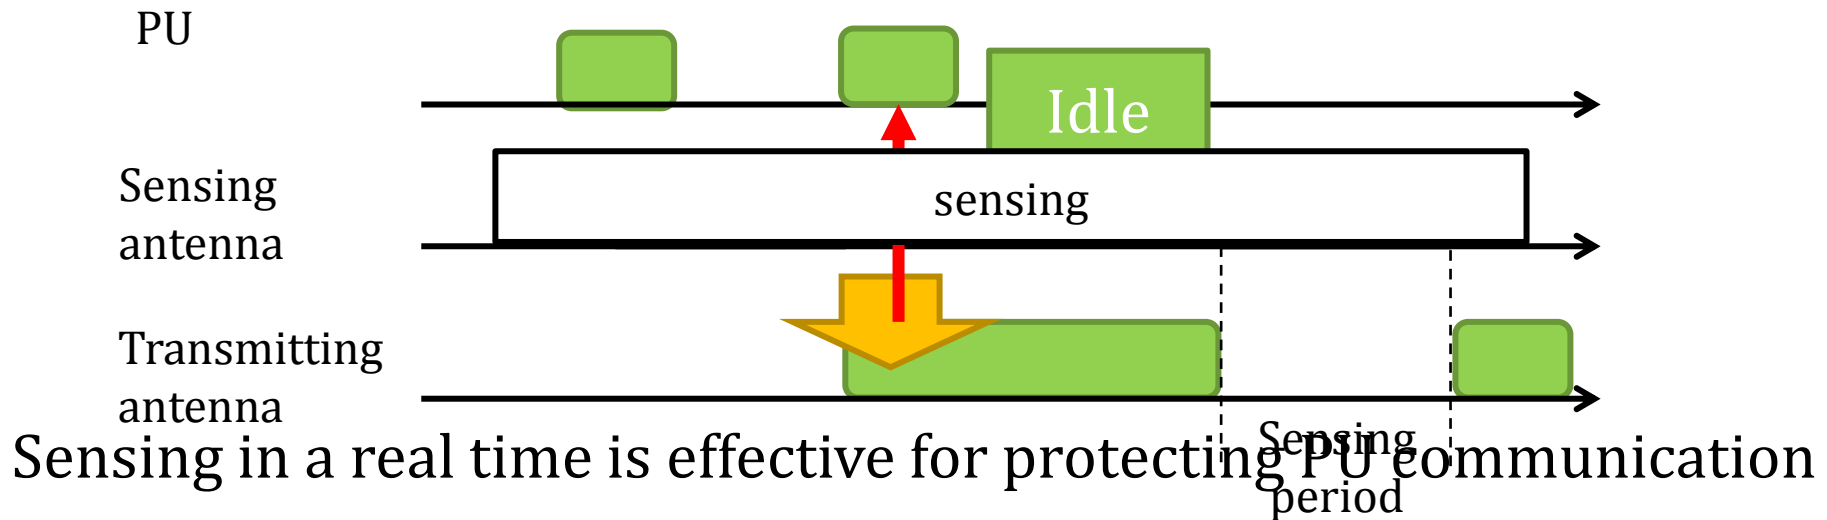 PU
Idle
Sensing
antenna
sensing
Transmitting
antenna
Sensing
period
Sensing in a real time is effective for protecting PU communication